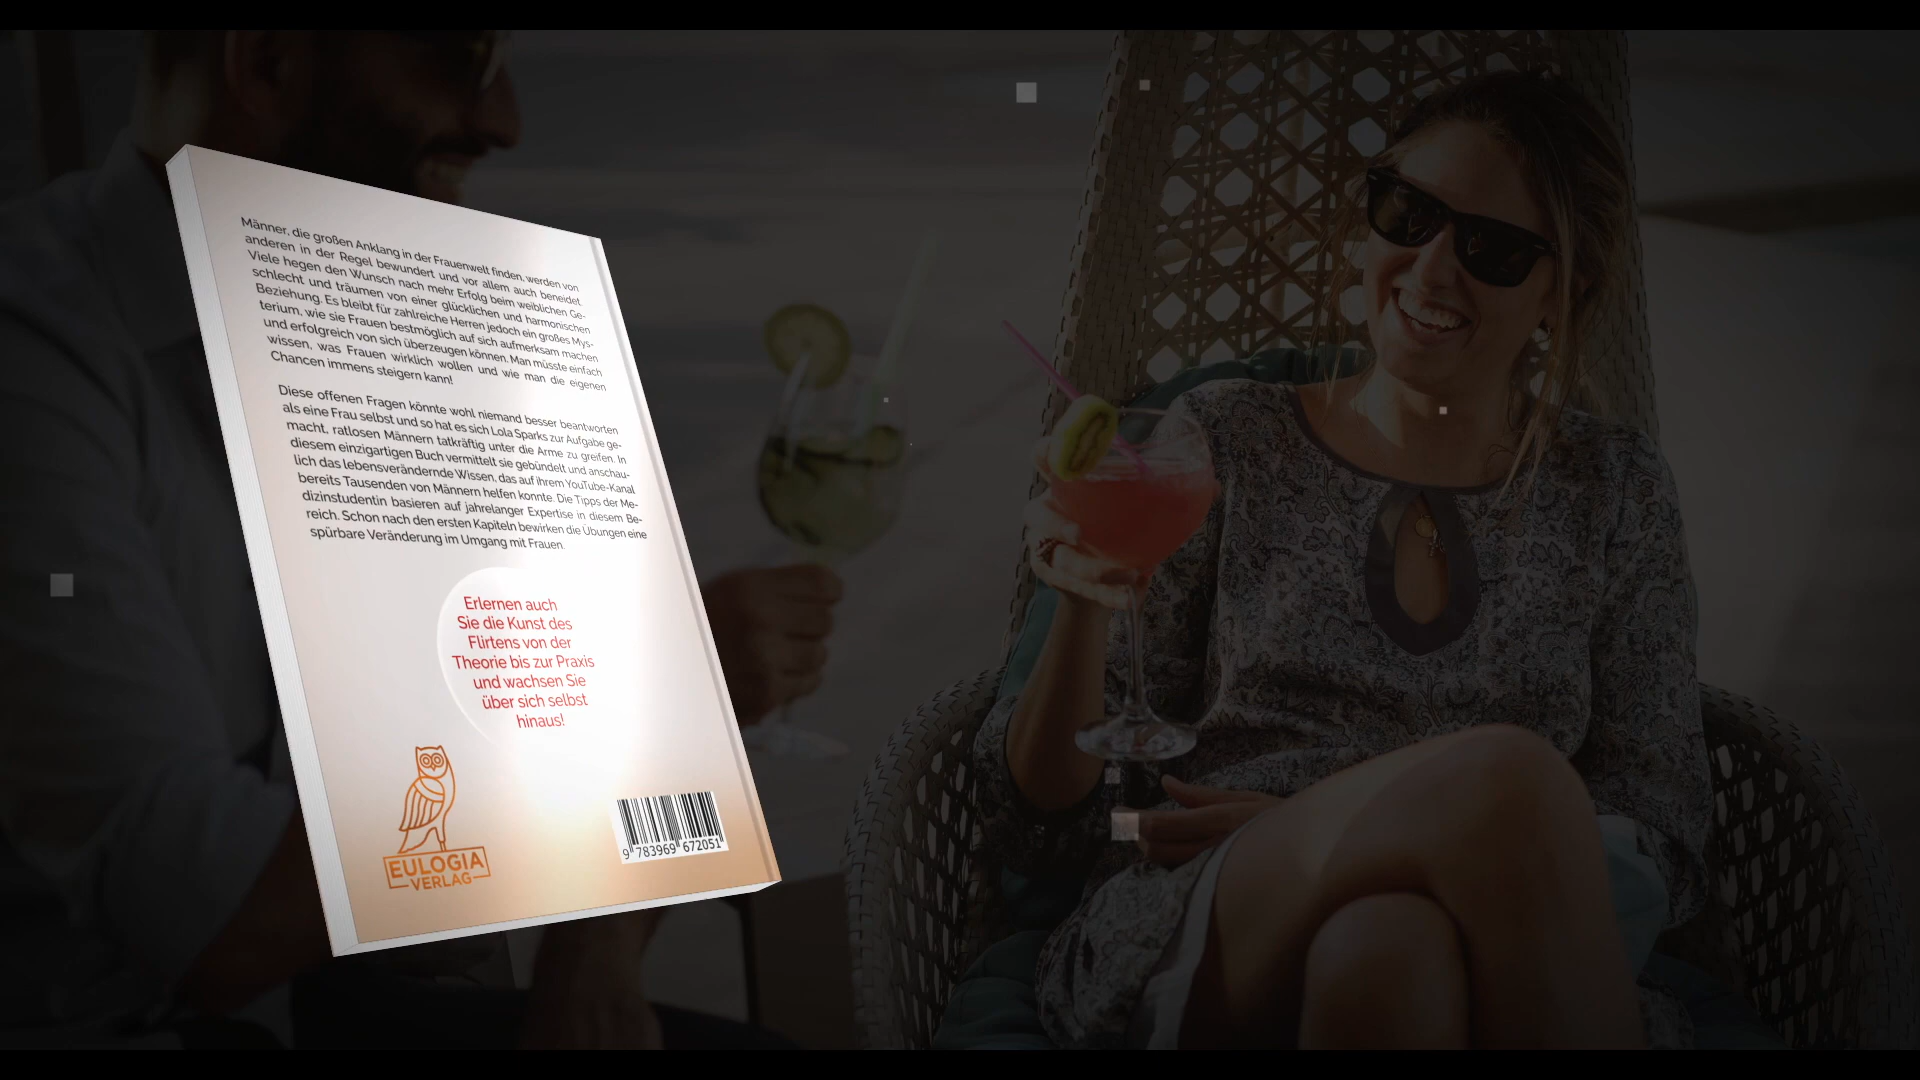 Männer, die großen Anklang in der Frauenwelt finden, werden von
anderen in der Regel bewundert und vor allem auch beneidet.
Viele hegen den Wunsch nach mehr Erfolg beim weiblichen Ge-
schlecht und träumen von einer glücklichen und harmonischen
Beziehung. Es bleibt für zahlreiche Herren jedoch ein großes Mys-
terium, wie sie Frauen bestmöglich auf sich aufmerksam machen
und erfolgreich von sich überzeugen können. Man müsste einfach
wissen, was Frauen wirklich wollen und wie man die eigenen
Chancen immens steigern kann!
Diese offenen Fragen könnte wohl niemand besser beantworten
als eine Frau selbst und so hat es sich Lola Sparks zur Aufgabe ge-
macht, ratlosen Männern tatkräftig unter die Arme zu greifen. In
diesem einzigartigen Buch vermittelt sie gebündelt und anschau-
lich das lebensverändernde Wissen, das auf ihrem YouTube-Kanal
bereits Tausenden von Männern helfen konnte. Die Tipps der Me-
dizinstudentin basieren auf jahrelanger Expertise in diesem Be-
reich. Schon nach den ersten Kapiteln bewirken die Übungen eine
spürbare Veränderung im Umgang mit Frauen.
Erlernen auch
Sie die Kunst des
Flirtens von der
Theorie bis zur Praxis
und wachsen Sie
über sich selbst
hinaus!
EULOGIA
VERLAG
9 783969 672051